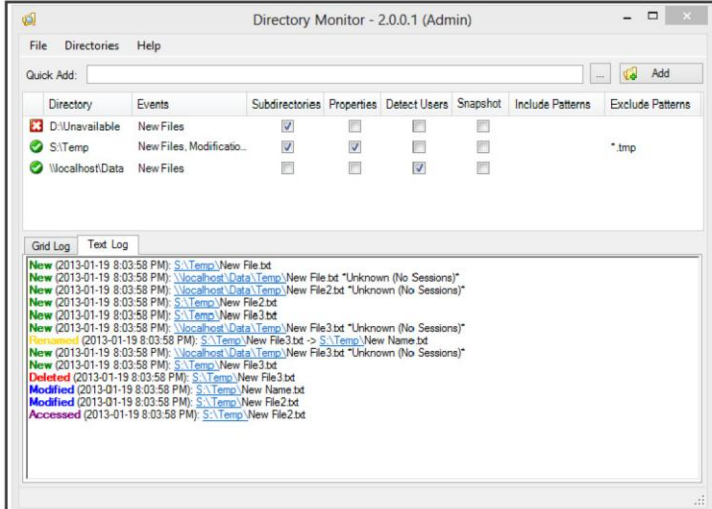 Directory Monitor - 2.0.0.1 (Admin)
File Directories Help
Quick Add: ... Add
Directory Events Subdirectories Properties Detect Users Snapshot Include Patterns Exclude Patterns
D:\Unavailable New Files
S:\Temp New Files, Modificatio... *.tmp
\\localhost\Data New Files
Grid Log Text Log
New (2013-01-19 8:03:58 PM): S:\Temp\New File.txt
New (2013-01-19 8:03:58 PM): \\localhost\Data\Temp\New File.txt *Unknown (No Sessions)*
New (2013-01-19 8:03:58 PM): \\localhost\Data\Temp\New File2.txt *Unknown (No Sessions)*
New (2013-01-19 8:03:58 PM): S:\Temp\New File2.txt
New (2013-01-19 8:03:58 PM): S:\Temp\New File3.txt
New (2013-01-19 8:03:58 PM): \\localhost\Data\Temp\New File3.txt *Unknown (No Sessions)*
Renamed (2013-01-19 8:03:58 PM): S:\Temp\New File3.txt -> S:\Temp\New Name.txt
New (2013-01-19 8:03:58 PM): \\localhost\Data\Temp\New File3.txt *Unknown (No Sessions)*
New (2013-01-19 8:03:58 PM): S:\Temp\New File3.txt
Deleted (2013-01-19 8:03:58 PM): S:\Temp\New File3.txt
Modified (2013-01-19 8:03:58 PM): S:\Temp\New Name.txt
Modified (2013-01-19 8:03:58 PM): S:\Temp\New File2.txt
Accessed (2013-01-19 8:03:58 PM): S:\Temp\New File2.txt